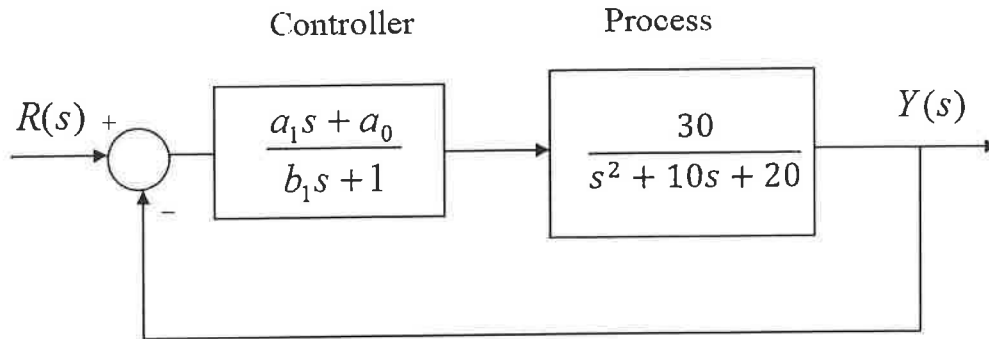 Controller
Process
R(s)
+
−
a₁s + a₀
b₁s + 1
30
s² + 10s + 20
Y(s)